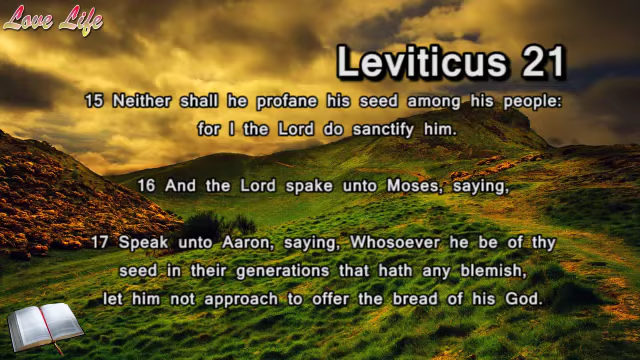 Love Life
Leviticus 21
15 Neither shall he profane his seed among his people:
for I the Lord do sanctify him.
16 And the Lord spake unto Moses, saying,
17 Speak unto Aaron, saying, Whosoever he be of thy
seed in their generations that hath any blemish,
let him not approach to offer the bread of his God.